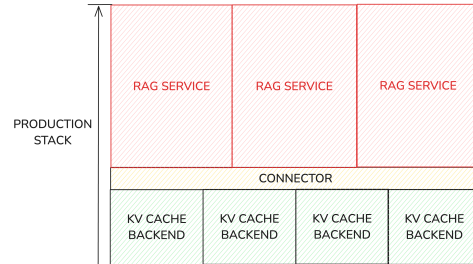 RAG SERVICE
RAG SERVICE
RAG SERVICE
PRODUCTION
STACK
CONNECTOR
KV CACHE
BACKEND
KV CACHE
BACKEND
KV CACHE
BACKEND
KV CACHE
BACKEND